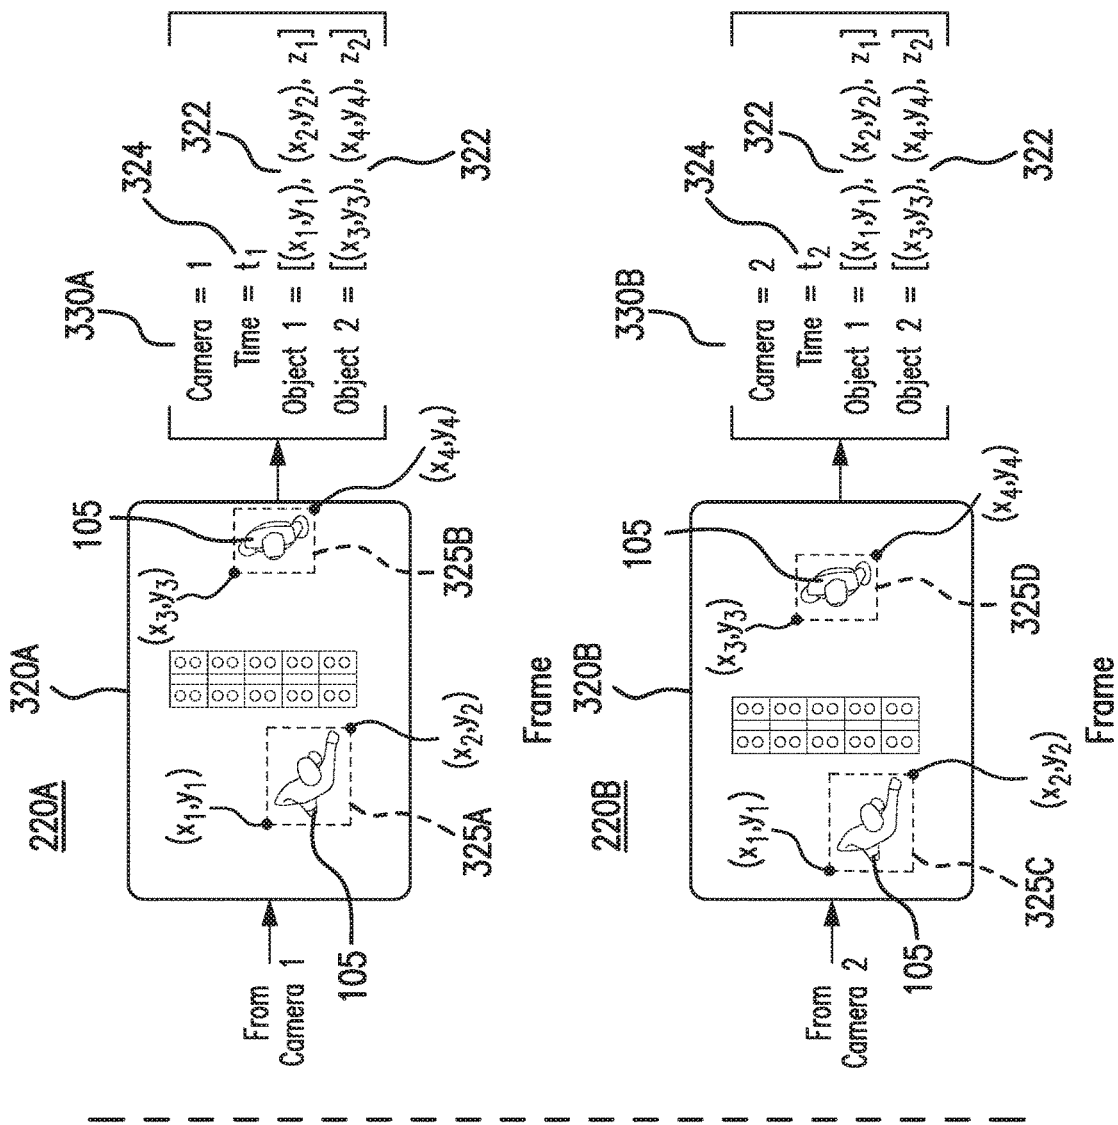 220A
320A
From
Camera 1
105
(x₁,y₁)
(x₂,y₂)
325A
(x₃,y₃)
105
(x₄,y₄)
325B
Frame
330A
Camera = 1
324
Time = t₁
322
Object 1 = [(x₁,y₁), (x₂,y₂), z₁]
Object 2 = [(x₃,y₃), (x₄,y₄), z₂]
322
220B
320B
From
Camera 2
105
(x₁,y₁)
(x₂,y₂)
325C
(x₃,y₃)
105
(x₄,y₄)
325D
Frame
330B
Camera = 2
324
Time = t₂
322
Object 1 = [(x₁,y₁), (x₂,y₂), z₁]
Object 2 = [(x₃,y₃), (x₄,y₄), z₂]
322